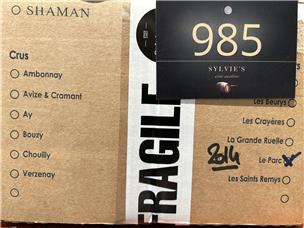 SHAMAN
Crus
Ambonnay
Avize & Cramant
Ay
Bouzy
Chouilly
Verzenay
FRAGILE
985
SYLVIE'S
Les Beurys
Les Crayères
La Grande Ruelle
2014
Le Parc
Les Saints Remys